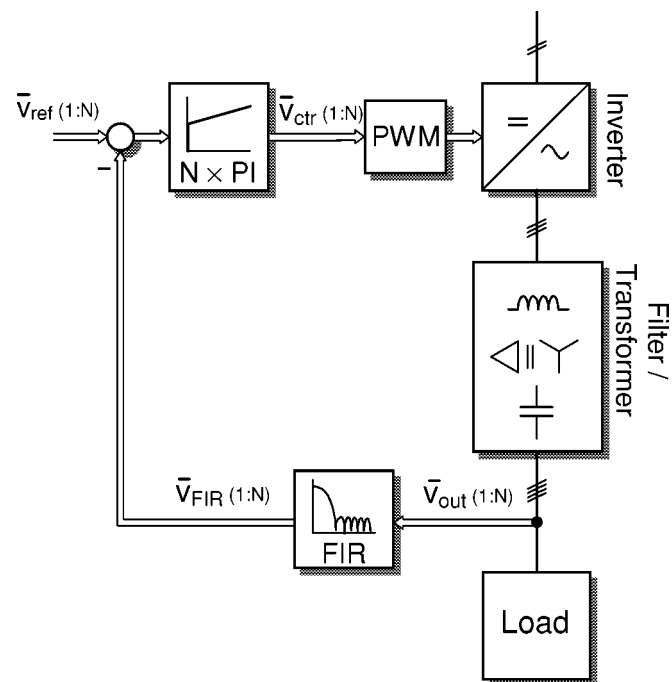 v̄ref (1:N)
–
N × PI
v̄ctr (1:N)
PWM
=
~
Inverter
Filter /
Transformer
v̄FIR (1:N)
FIR
v̄out (1:N)
Load